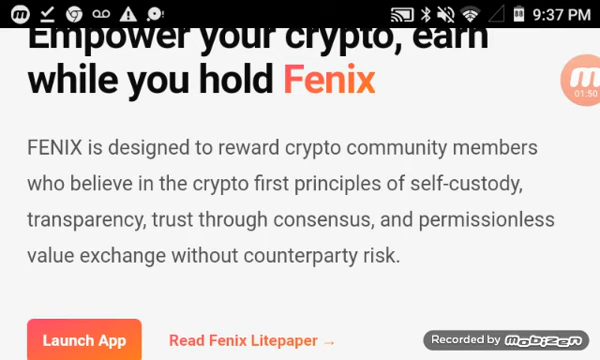 9:37 PM
Empower your crypto, earn
while you hold Fenix
01:50
FENIX is designed to reward crypto community members
who believe in the crypto first principles of self-custody,
transparency, trust through consensus, and permissionless
value exchange without counterparty risk.
Launch App
Read Fenix Litepaper →
Recorded by mobizen